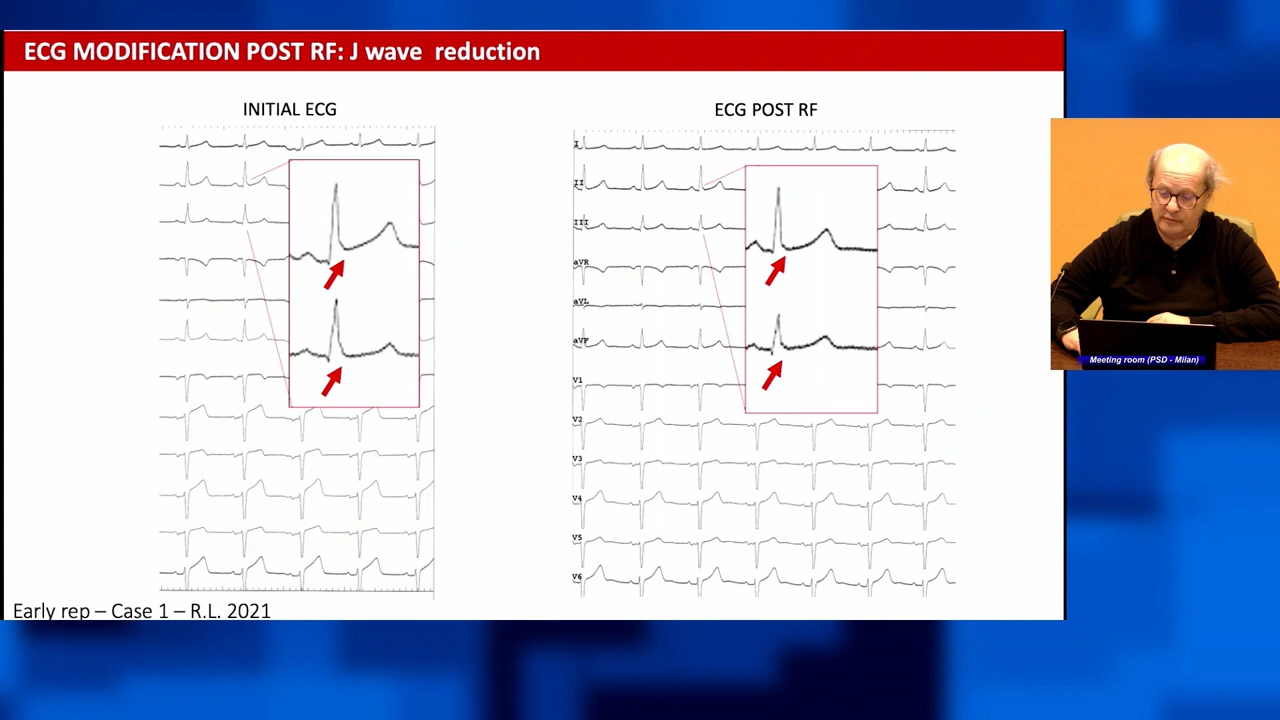 ECG MODIFICATION POST RF: J wave reduction
INITIAL ECG
ECG POST RF
I
II
III
aVR
aVL
aVF
V1
V2
V3
V4
V5
V6
Early rep – Case 1 – R.L. 2021
Meeting room (PSD - Milan)